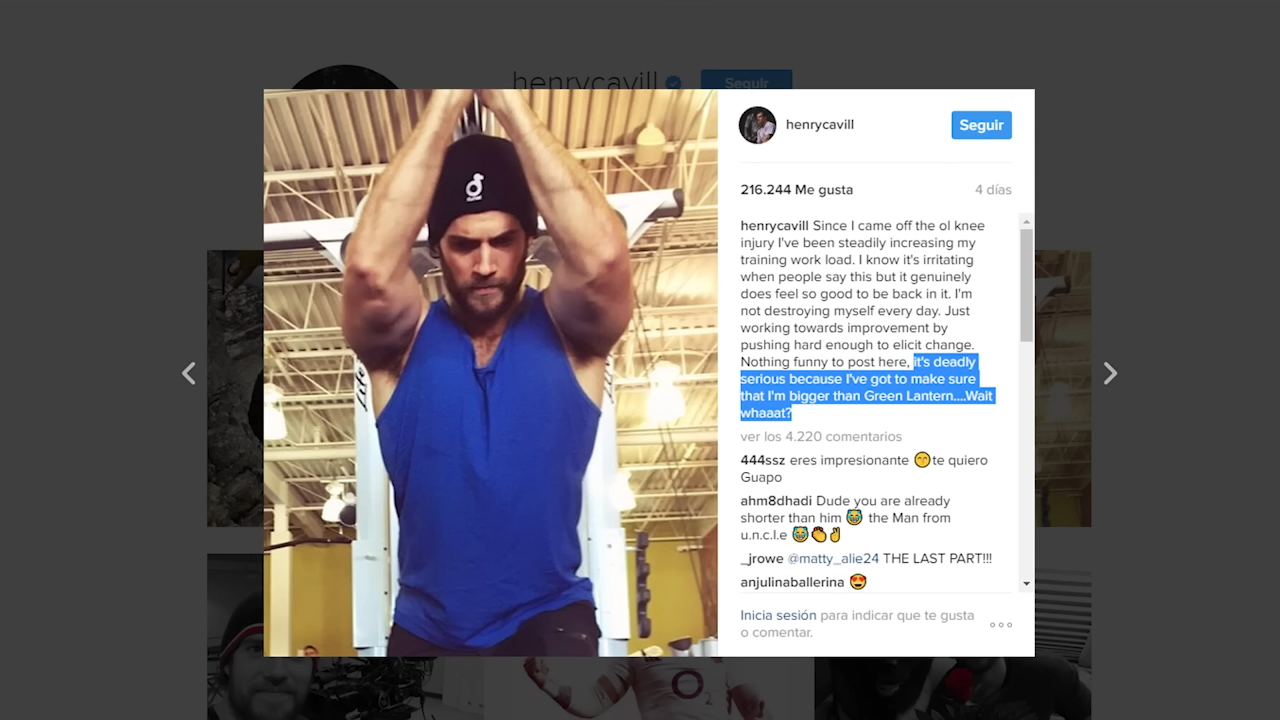 henrycavill
Seguir
henrycavill
Seguir
216.244 Me gusta
4 días
henrycavill Since I came off the ol knee
injury I've been steadily increasing my
training work load. I know it's irritating
when people say this but it genuinely
does feel so good to be back in it. I'm
not destroying myself every day. Just
working towards improvement by
pushing hard enough to elicit change.
Nothing funny to post here, it's deadly
serious because I've got to make sure
that I'm bigger than Green Lantern....Wait
whaaat?
ver los 4.220 comentarios
444ssz eres impresionante 😁te quiero
Guapo
ahm8dhadi Dude you are already
shorter than him 😹 the Man from
u.n.c.l.e 😹👏✌
_jrowe @matty_alie24 THE LAST PART!!!
anjulinaballerina 😍
Inicia sesión para indicar que te gusta
o comentar.